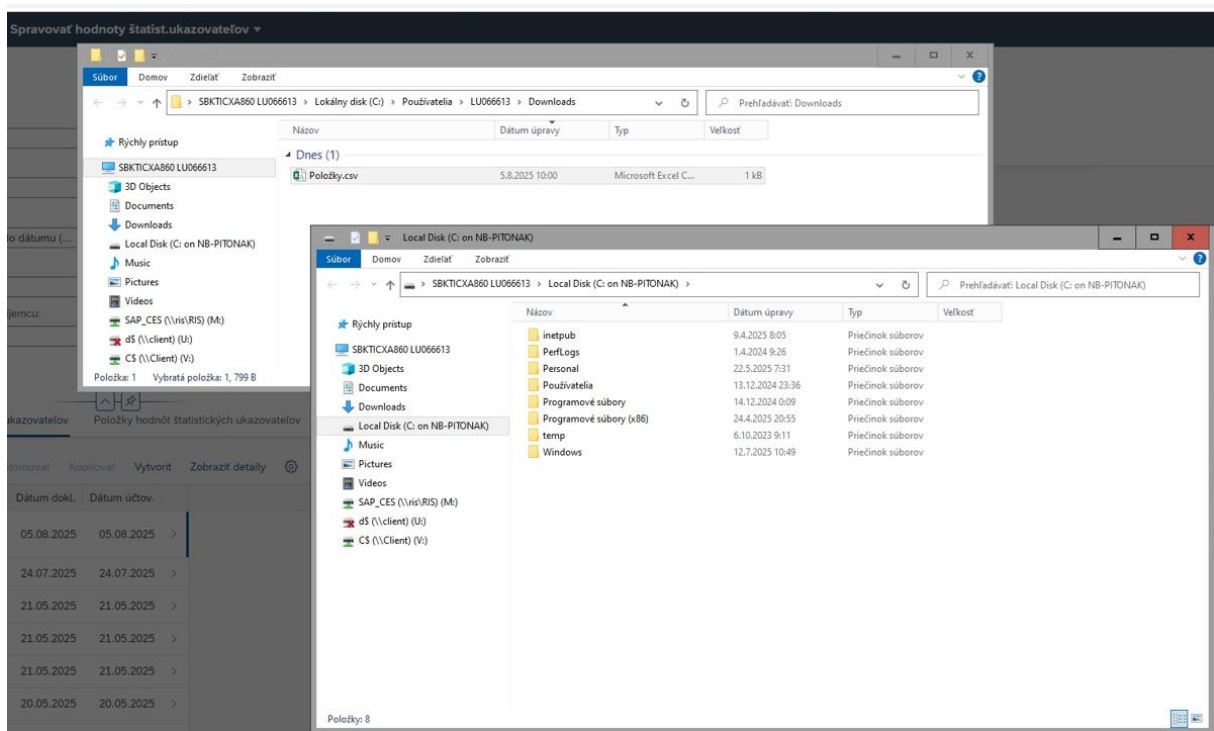 Spravovať hodnoty štatist.ukazovateľov
Súbor Domov Zdieľať Zobraziť
SBKTICXA860 LU066613 > Lokálny disk (C:) > Používatelia > LU066613 > Downloads
Prehľadávať: Downloads
Názov Dátum úpravy Typ Veľkosť
Rýchly prístup
SBKTICXA860 LU066613
3D Objects
Documents
Downloads
Local Disk (C: on NB-PITONAK)
Music
Pictures
Videos
SAP_CES (\\ris\RIS) (M:)
d$ (\\client) (U:)
C$ (\\Client) (V:)
Dnes (1)
Položky.csv 5.8.2025 10:00 Microsoft Excel C... 1 kB
Položka: 1 Vybratá položka: 1, 799 B
Local Disk (C: on NB-PITONAK)
Súbor Domov Zdieľať Zobraziť
SBKTICXA860 LU066613 > Local Disk (C: on NB-PITONAK) >
Prehľadávať: Local Disk (C: on NB-PITONAK)
Názov Dátum úpravy Typ Veľkosť
Rýchly prístup
SBKTICXA860 LU066613
3D Objects
Documents
Downloads
Local Disk (C: on NB-PITONAK)
Music
Pictures
Videos
SAP_CES (\\ris\RIS) (M:)
d$ (\\client) (U:)
C$ (\\Client) (V:)
inetpub 9.4.2025 8:05 Priečinok súborov
PerfLogs 1.4.2024 9:26 Priečinok súborov
Personal 22.5.2025 7:31 Priečinok súborov
Používatelia 13.12.2024 23:36 Priečinok súborov
Programové súbory 14.12.2024 0:09 Priečinok súborov
Programové súbory (x86) 24.4.2025 20:55 Priečinok súborov
temp 6.10.2023 9:11 Priečinok súborov
Windows 12.7.2025 10:49 Priečinok súborov
Položky: 8
dátumu (...
jemcu:
ukazovateľov Položky hodnôt štatistických ukazovateľov
tornovať Kopírovať Vytvoriť Zobraziť detaily
Dátum dokl. Dátum účtov.
05.08.2025 05.08.2025
24.07.2025 24.07.2025
21.05.2025 21.05.2025
21.05.2025 21.05.2025
21.05.2025 21.05.2025
20.05.2025 20.05.2025